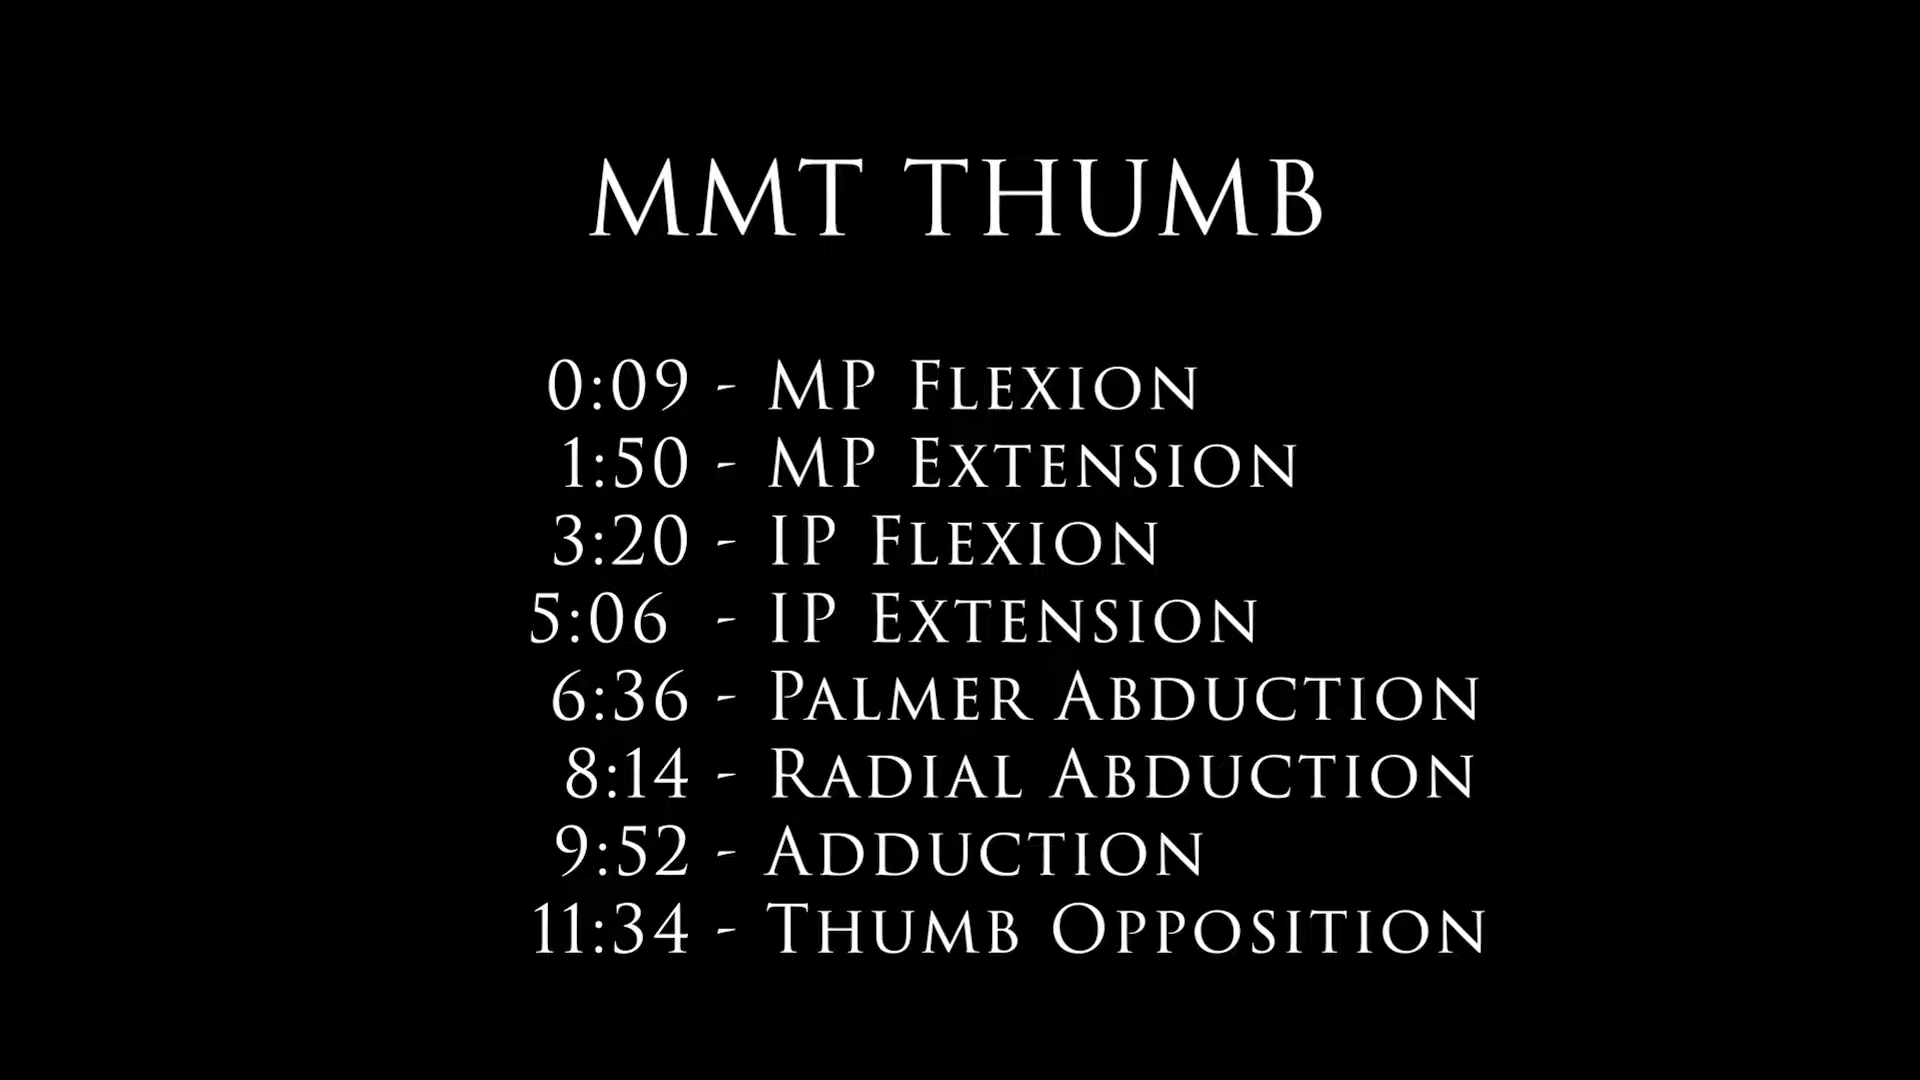 MMT THUMB
0:09 - MP FLEXION
1:50 - MP EXTENSION
3:20 - IP FLEXION
5:06 - IP EXTENSION
6:36 - PALMER ABDUCTION
8:14 - RADIAL ABDUCTION
9:52 - ADDUCTION
11:34 - THUMB OPPOSITION